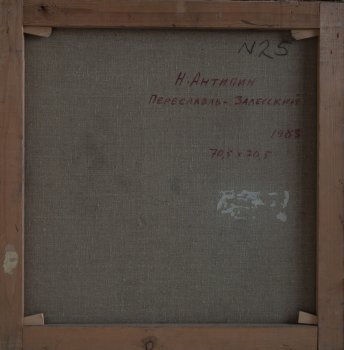 N25
Н. Антипин
Переславль-Залесский
1983
70,5 x 70,5